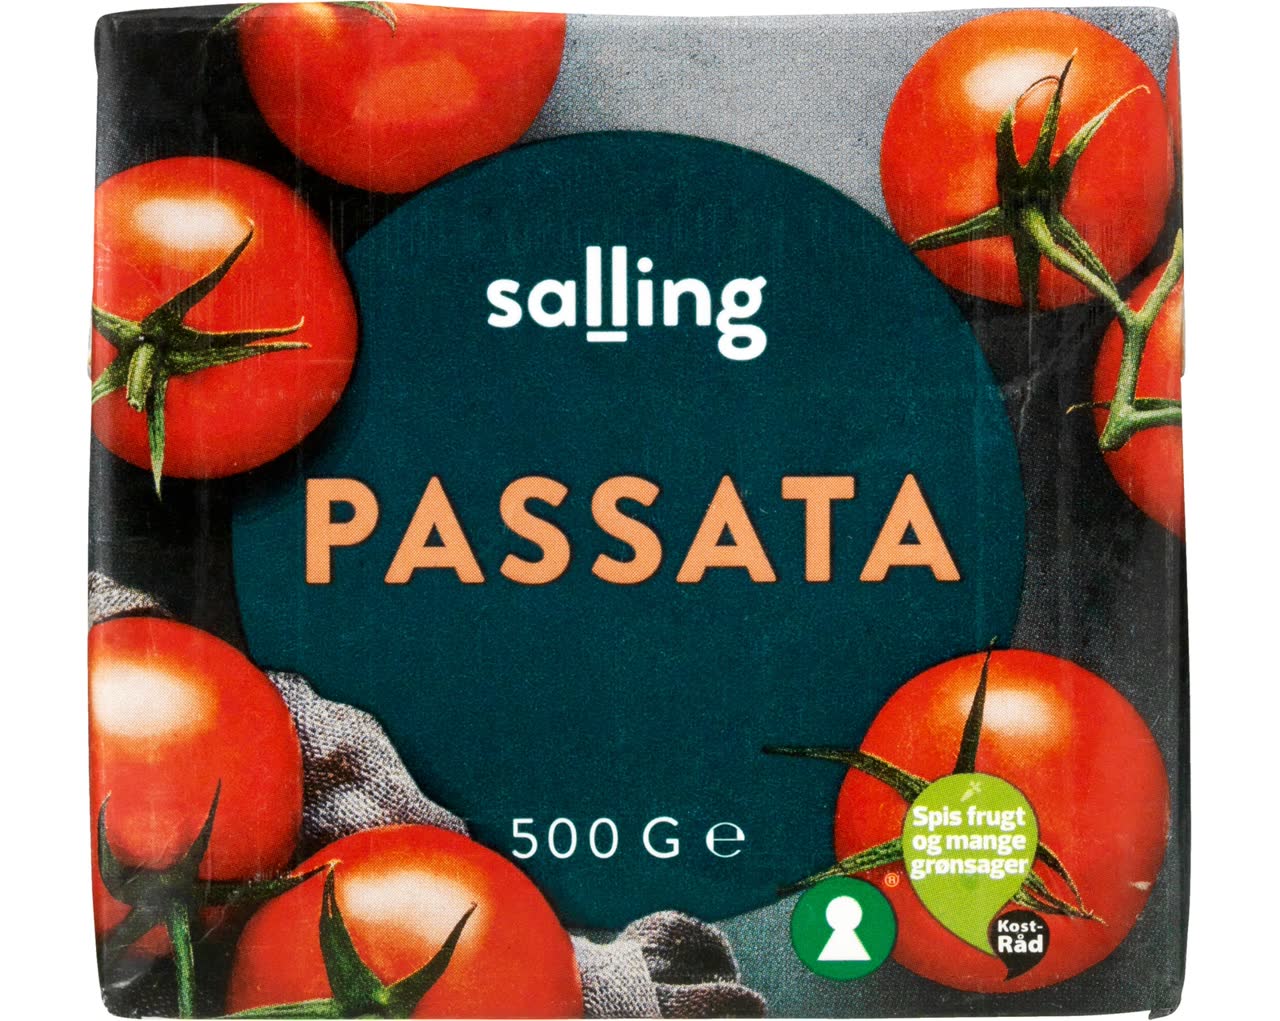 salling
PASSATA
500 G ℮
Spis frugt
og mange
grønsager
®
Kost-
Råd